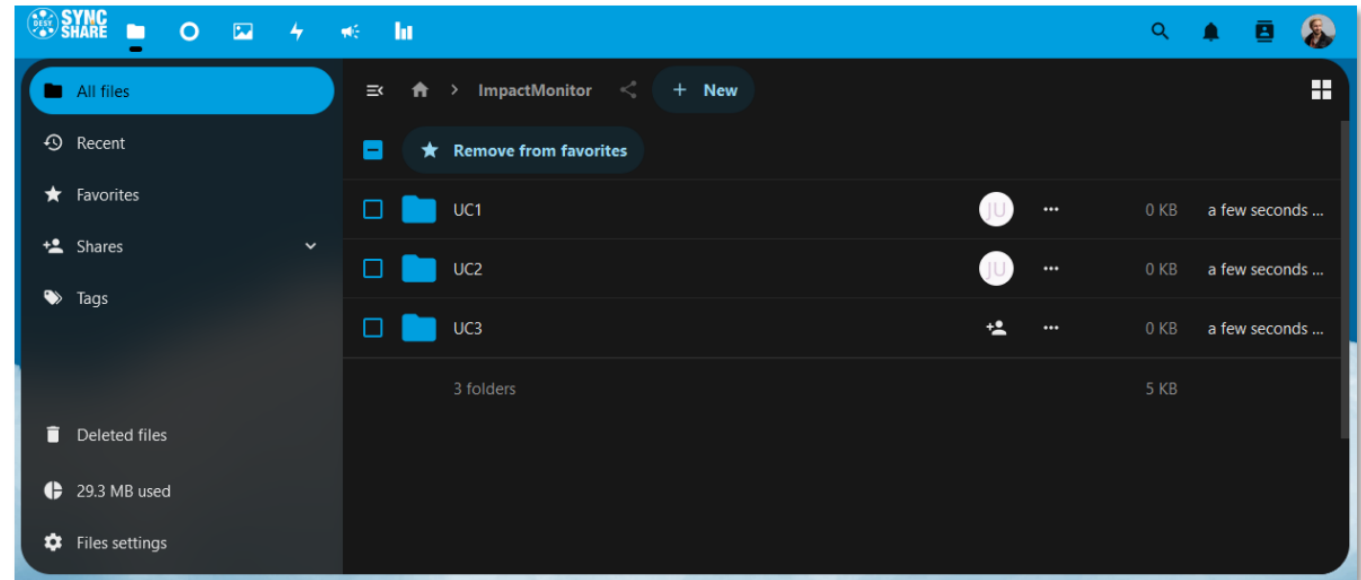 DESY SYNC
SHARE
All files
Recent
Favorites
Shares
Tags
Deleted files
29.3 MB used
Files settings
ImpactMonitor + New
Remove from favorites
UC1 JU 0 KB a few seconds ...
UC2 JU 0 KB a few seconds ...
UC3 0 KB a few seconds ...
3 folders 5 KB